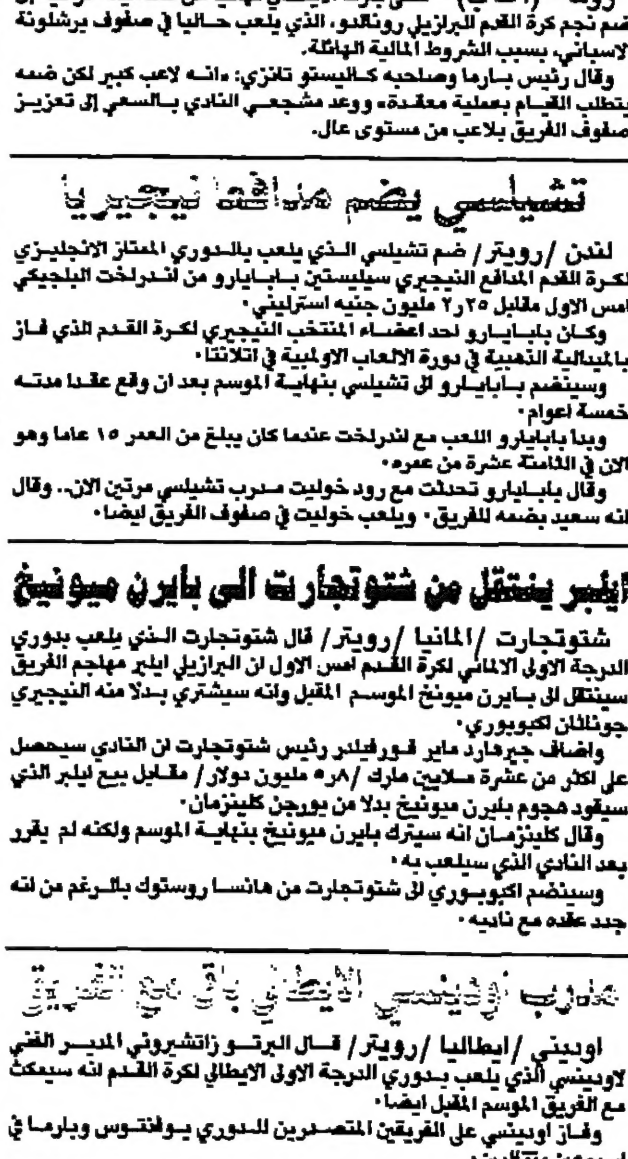 ضم نجم كرة القدم البرازيلي رونالدو، الذي يلعب حاليا في صفوف برشلونة
الاسباني، بسبب الشروط المالية الهائلة.
وقال رئيس بارما وصاحبه كاليستو تانزي: «انه لاعب كبير لكن ضمه
يتطلب القيام بعملية معقدة» ووعد مشجعي النادي بالسعي إلى تعزيز
صفوف الفريق بلاعب من مستوى عال.
تشيلسي يضم مدافعا نيجيريا
لندن /رويتر/ ضم تشيلسي الذي يلعب بالدوري الممتاز الانجليزي
لكرة القدم المدافع النيجيري سيليستين بابايارو من اندرلخت البلجيكي
امس الاول مقابل ٢٥ر٢ مليون جنيه استرليني.
وكان بابايارو احد اعضاء المنتخب النيجيري لكرة القدم الذي فاز
بالميدالية الذهبية في دورة الالعاب الاولمبية في اتلانتا.
وسينضم بابايارو الى تشيلسي بنهاية الموسم بعد ان وقع عقدا مدته
خمسة اعوام.
وبدا بابايارو اللعب مع اندرلخت عندما كان يبلغ من العمر ١٥ عاما وهو
الان في الثامنة عشرة من عمره.
وقال بابايارو تحدثت مع رود خوليت مدرب تشيلسي مرتين الان.. وقال
انه سعيد بضمه للفريق. ويلعب خوليت في صفوف الفريق ايضا.
ايلبر ينتقل من شتوتجارت الى بايرن ميونيخ
شتوتجارت /المانيا /رويتر/ قال شتوتجارت الذي يلعب بدوري
الدرجة الاولى الالماني لكرة القدم امس الاول ان البرازيلي ايلبر مهاجم الفريق
سينتقل الى بايرن ميونيخ الموسم المقبل وانه سيشتري بدلا منه النيجيري
جوناثان اكبوبوري.
واضاف جيرهارد ماير فورفيلدر رئيس شتوتجارت ان النادي سيحصل
على اكثر من عشرة ملايين مارك /٨ر٥ مليون دولار/ مقابل بيع ايلبر الذي
سيقود هجوم بايرن ميونيخ بدلا من يورجن كلينزمان.
وقال كلينزمان انه سيترك بايرن ميونيخ بنهاية الموسم ولكنه لم يقرر
بعد النادي الذي سيلعب به.
وسينضم اكبوبوري الى شتوتجارت من هانسا روستوك بالرغم من انه
جدد عقده مع ناديه.
مدرب اودينسي الايطالي باق مع الفريق
اوديني /ايطاليا /رويتر/ قال البرتو زاتشيروني المدير الفني
لاودينسي الذي يلعب بدوري الدرجة الاولى الايطالي لكرة القدم انه سيمكث
مع الفريق الموسم المقبل ايضا.
وفاز اودينسي على الفريقين المتصدرين للدوري يوفنتوس وبارما في